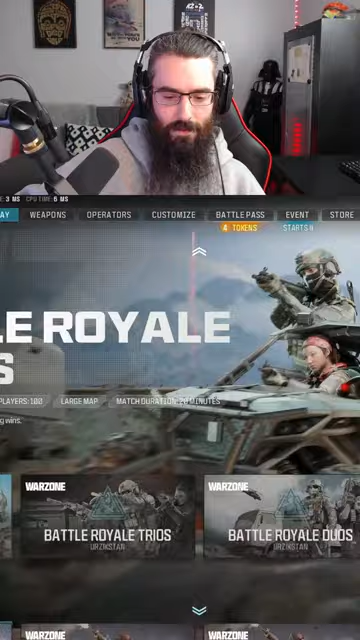 E: 3 MS CPU TIME: 6 MS
AY WEAPONS OPERATORS CUSTOMIZE BATTLE PASS EVENT STORE
4 TOKENS STARTS I
LE ROYALE
S
PLAYERS: 100 LARGE MAP MATCH DURATION: 20 MINUTES
g wins.
WARZONE WARZONE
BATTLE ROYALE TRIOS BATTLE ROYALE DUOS
URZIKSTAN URZIKSTAN
WARZONE WARZONE